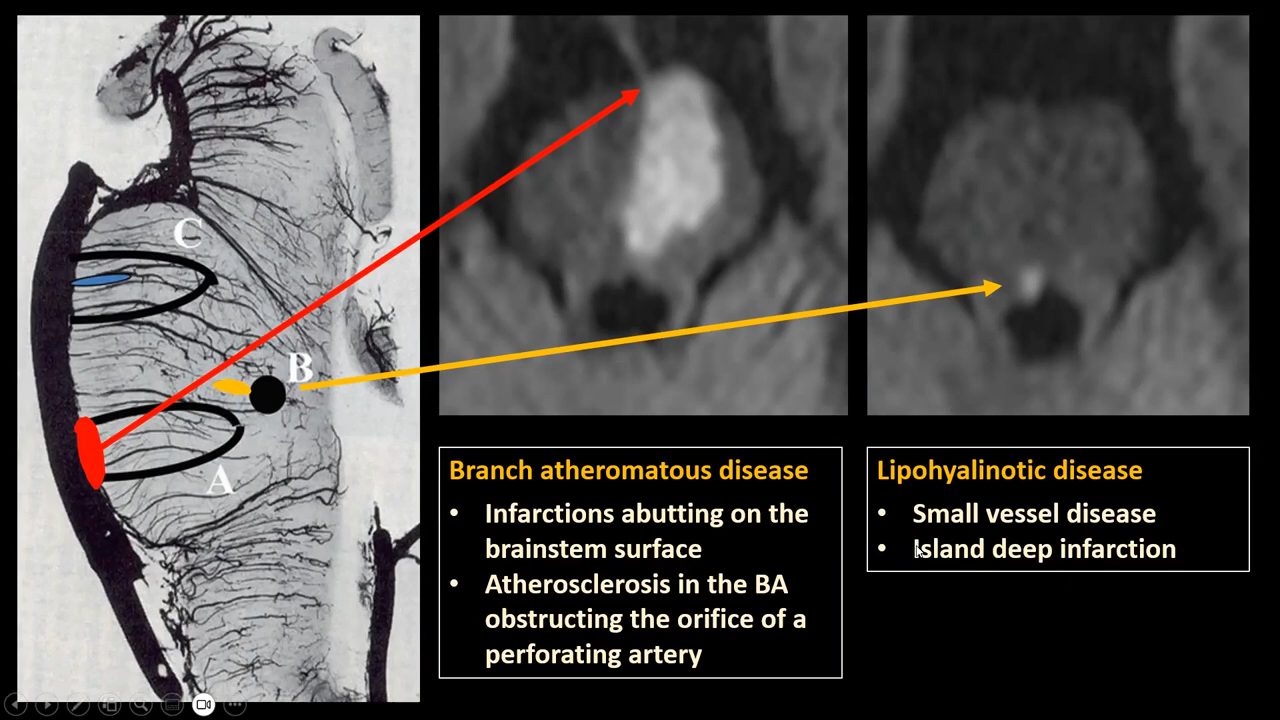 C
B
A
Branch atheromatous disease
• Infarctions abutting on the
brainstem surface
• Atherosclerosis in the BA
obstructing the orifice of a
perforating artery
Lipohyalinotic disease
• Small vessel disease
• Island deep infarction